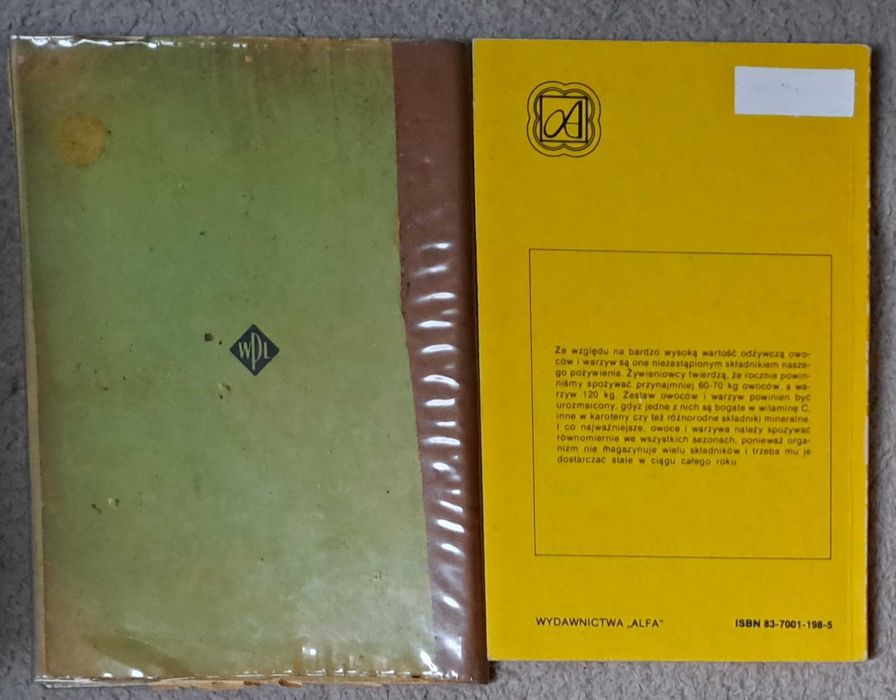 WPL
A
Ze względu na bardzo wysoką wartość odżywczą owo-
ców i warzyw są one niezastąpionym składnikiem nasze-
go pożywienia. Żywieniowcy twierdzą, że rocznie powin-
niśmy spożywać przynajmniej 60-70 kg owoców, a wa-
rzyw 120 kg. Zestaw owoców i warzyw powinien być
urozmaicony, gdyż jedne z nich są bogate w witaminę C,
inne w karoteny czy też różnorodne składniki mineralne.
I co najważniejsze, owoce i warzywa należy spożywać
równomiernie we wszystkich sezonach, ponieważ orga-
nizm nie magazynuje wielu składników i trzeba mu je
dostarczać stale w ciągu całego roku
WYDAWNICTWA „ALFA"
ISBN 83-7001-198-5